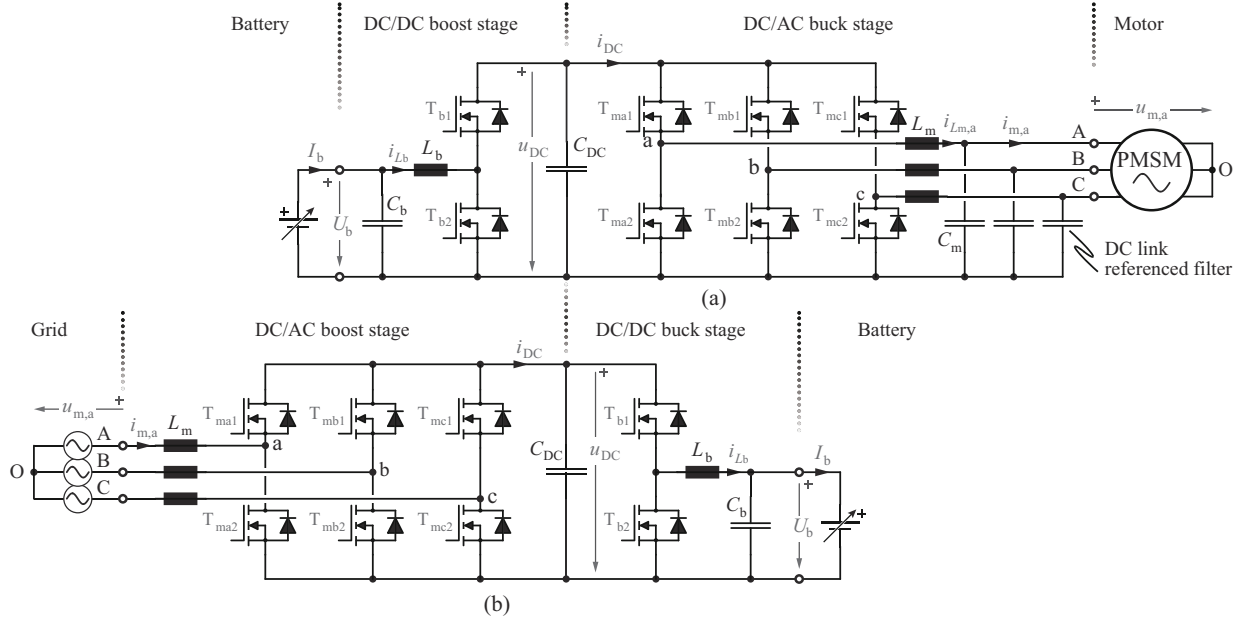 Battery DC/DC boost stage DC/AC buck stage Motor
i_DC
T_b1 T_ma1 T_mb1 T_mc1 L_m i_Lm,a i_m,a u_m,a
I_b i_Lb L_b u_DC C_DC a b c A B C PMSM O
U_b C_b T_b2 T_ma2 T_mb2 T_mc2 C_m
DC link
referenced filter
(a)
Grid DC/AC boost stage DC/DC buck stage Battery
i_DC
u_m,a T_ma1 T_mb1 T_mc1 T_b1
A i_m,a L_m a C_DC u_DC L_b i_Lb I_b
O B b
C c
T_ma2 T_mb2 T_mc2 T_b2 C_b U_b
(b)